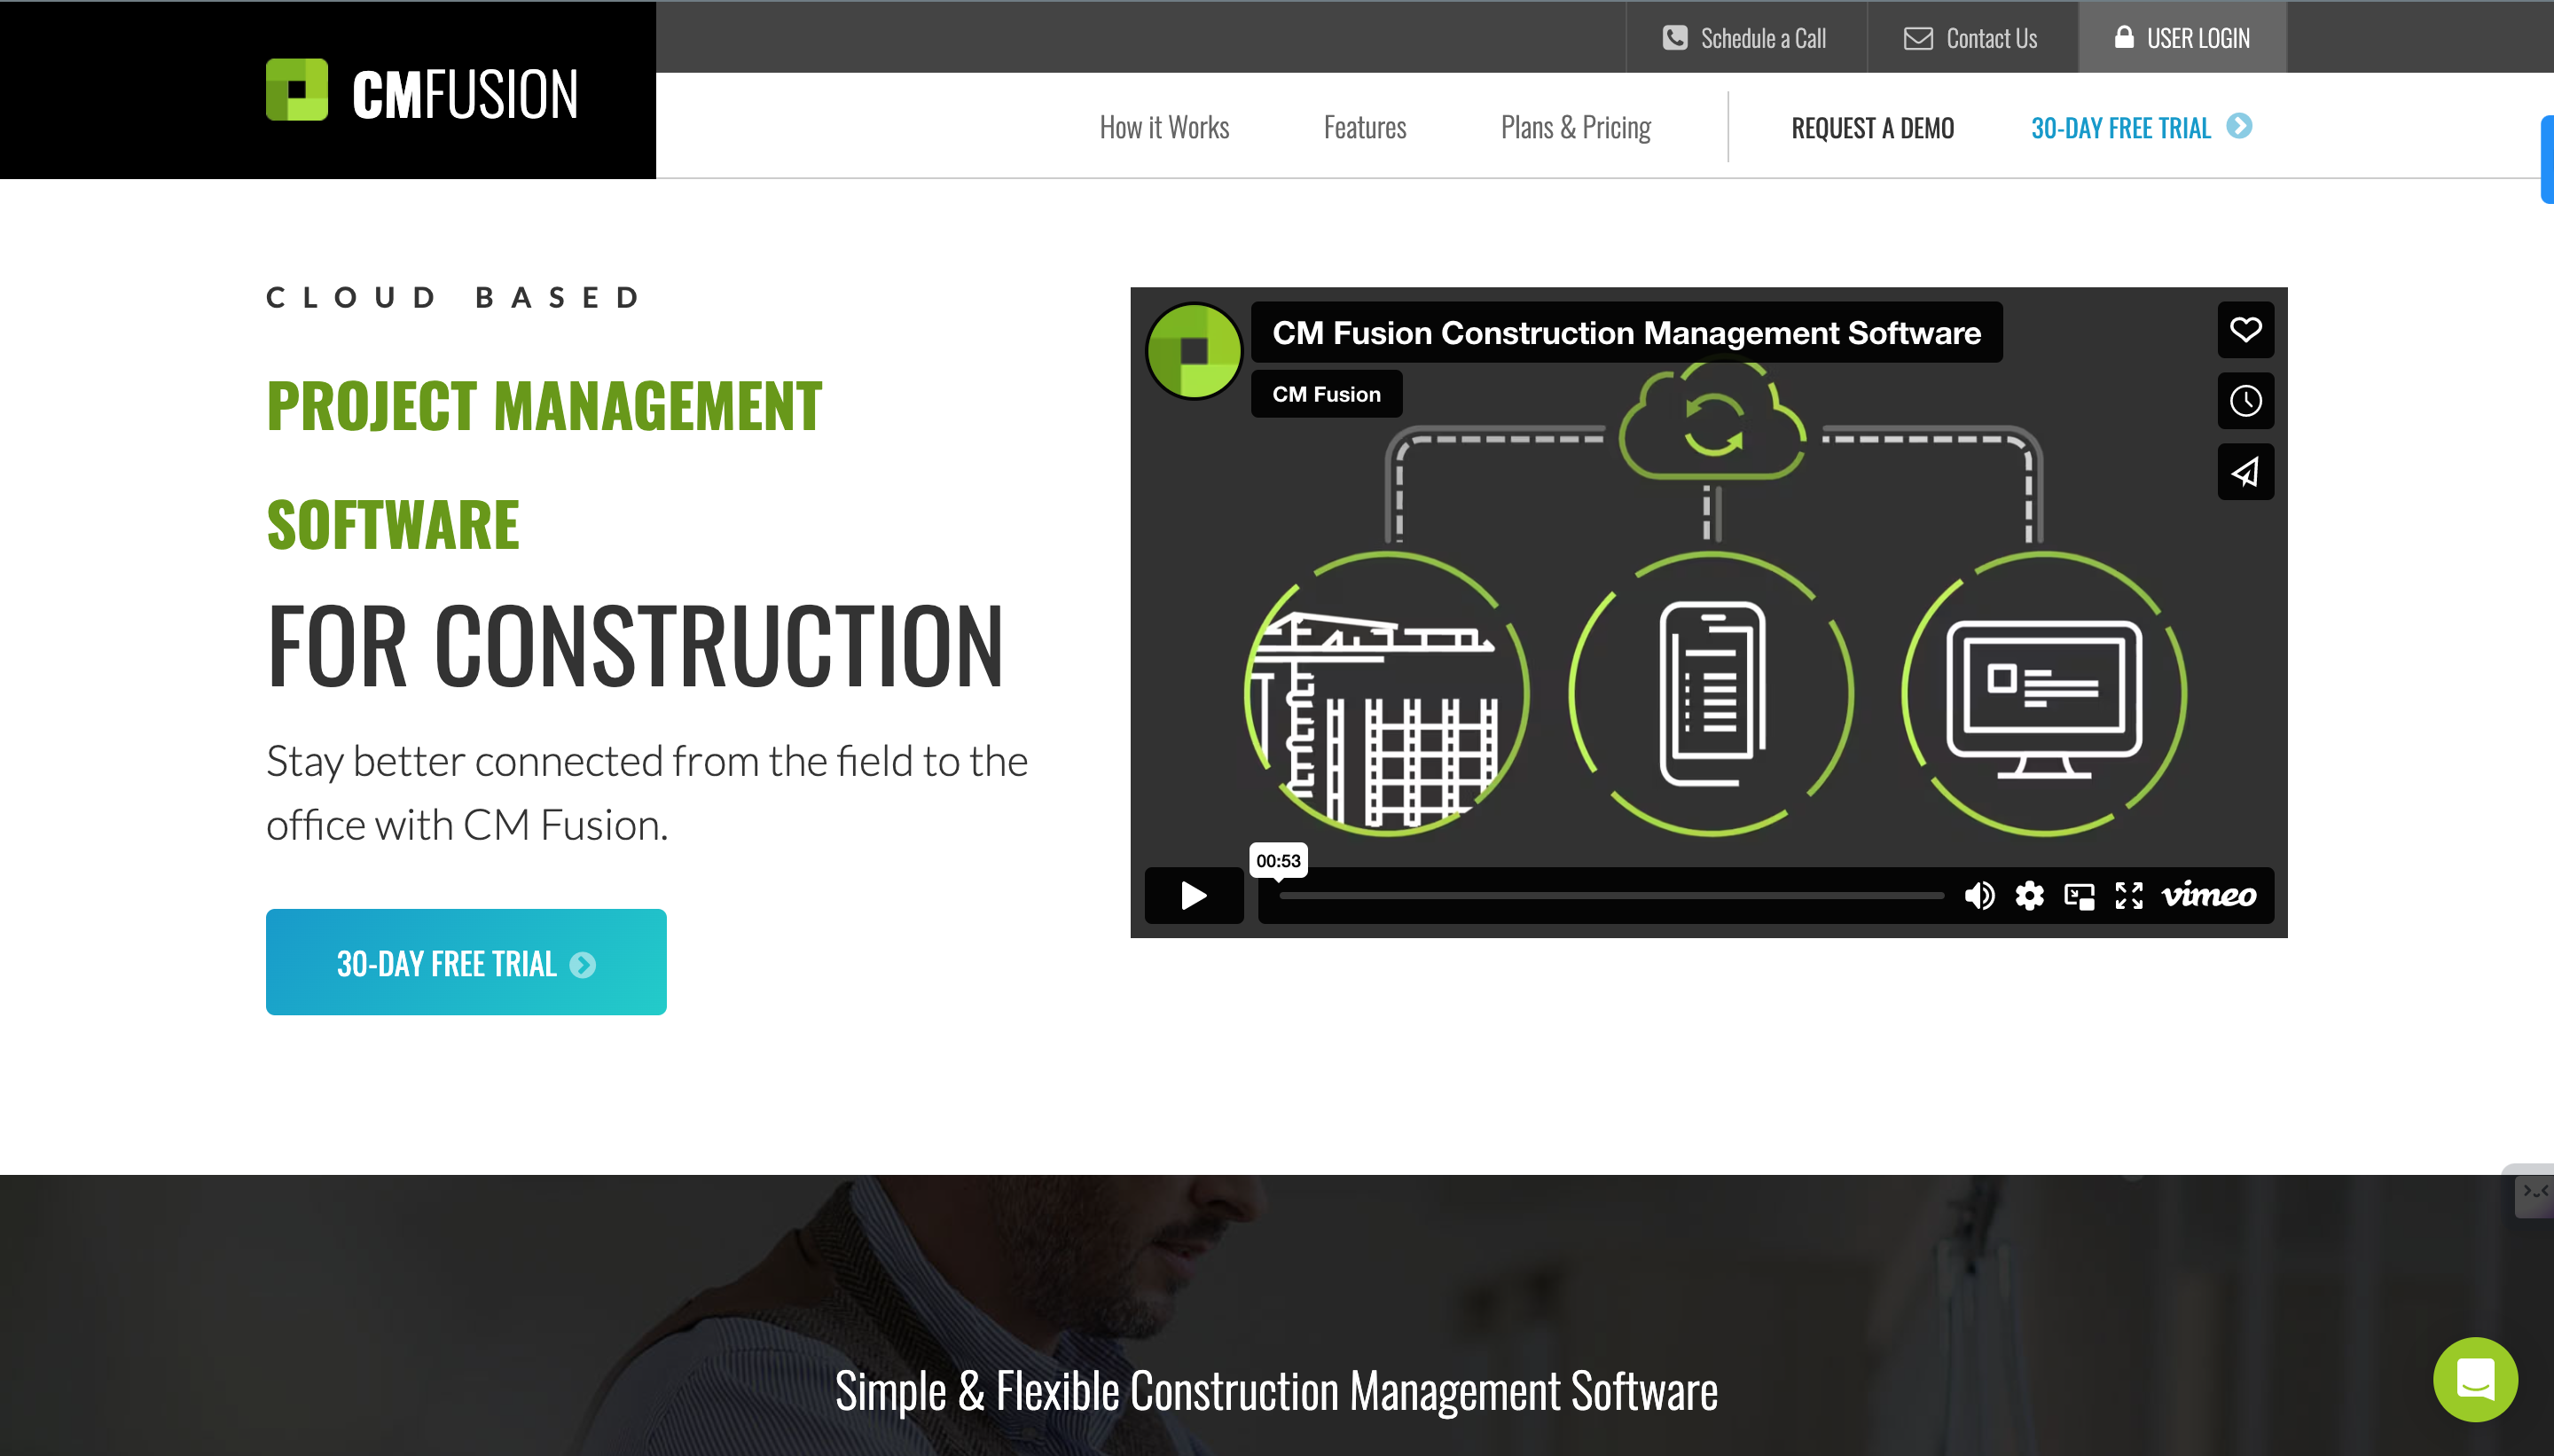 CMFUSION
Schedule a Call
Contact Us
USER LOGIN
How it Works
Features
Plans & Pricing
REQUEST A DEMO
30-DAY FREE TRIAL
CLOUD BASED
PROJECT MANAGEMENT
SOFTWARE
FOR CONSTRUCTION
Stay better connected from the field to the
office with CM Fusion.
30-DAY FREE TRIAL
CM Fusion Construction Management Software
CM Fusion
00:53
vimeo
Simple & Flexible Construction Management Software